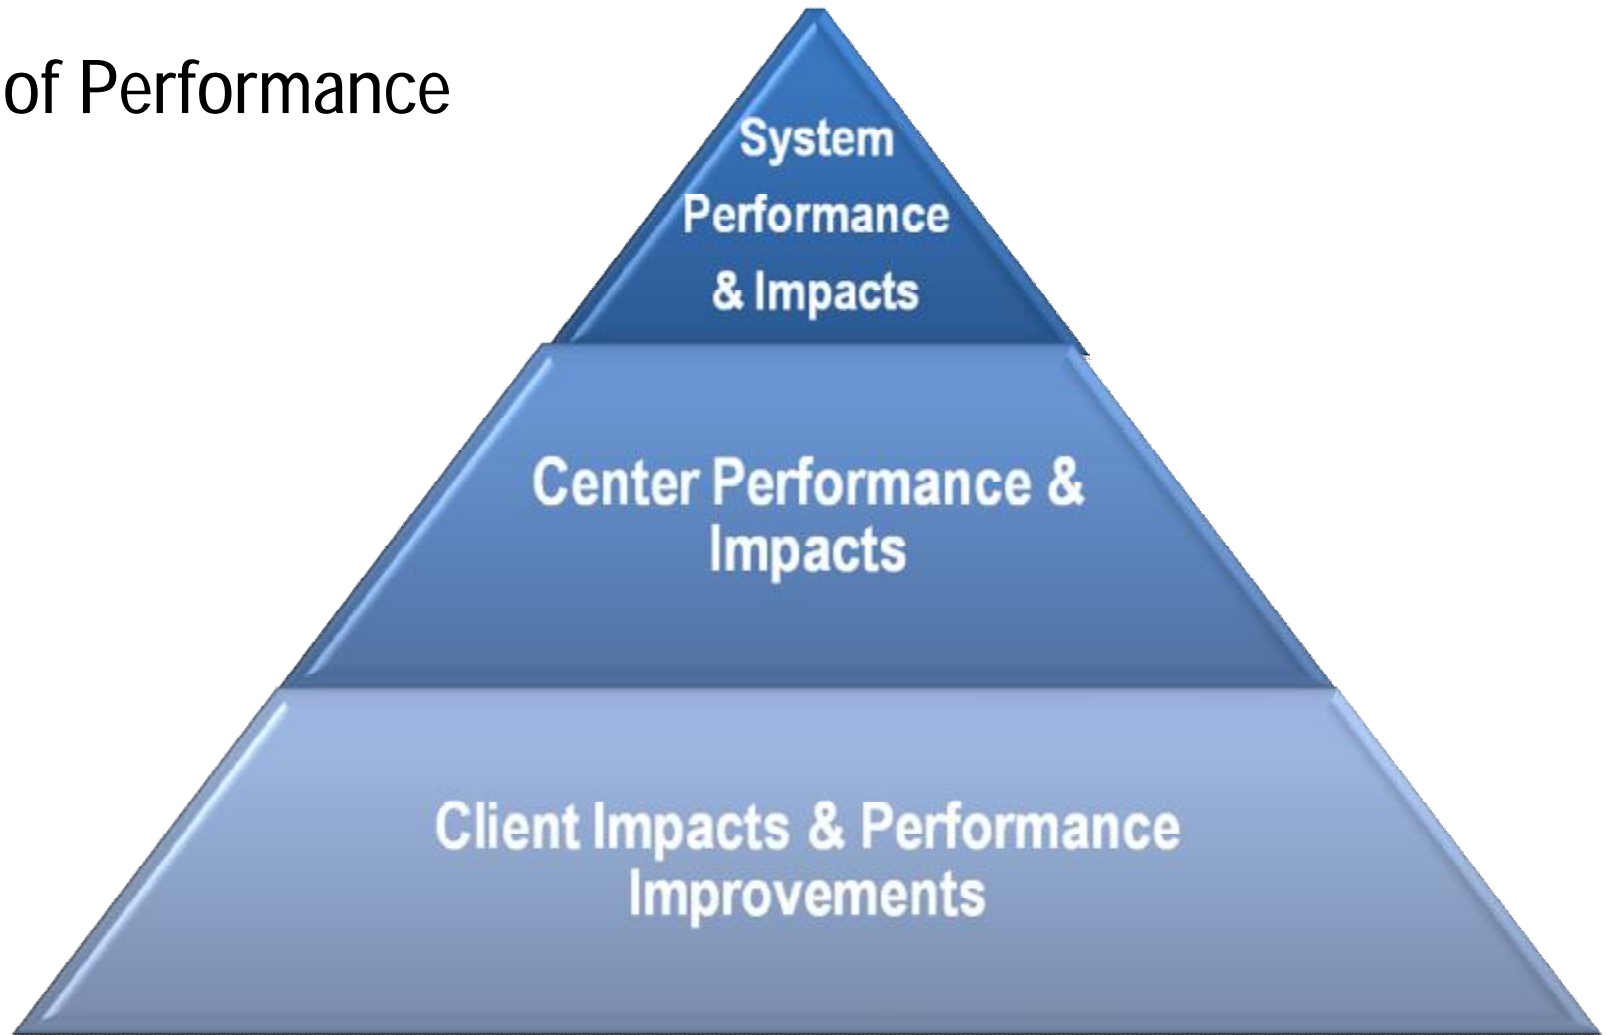 of Performance
System
Performance
& Impacts
Center Performance &
Impacts
Client Impacts & Performance
Improvements